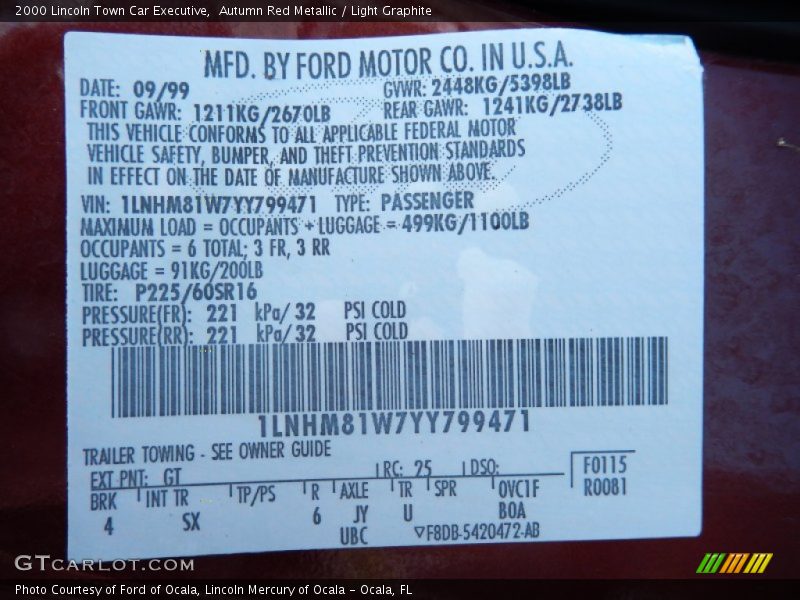 2000 Lincoln Town Car Executive, Autumn Red Metallic / Light Graphite
MFD. BY FORD MOTOR CO. IN U.S.A.
DATE: 09/99 GVWR: 2448KG/5398LB
FRONT GAWR: 1211KG/2670LB REAR GAWR: 1241KG/2738LB
THIS VEHICLE CONFORMS TO ALL APPLICABLE FEDERAL MOTOR
VEHICLE SAFETY, BUMPER, AND THEFT PREVENTION STANDARDS
IN EFFECT ON THE DATE OF MANUFACTURE SHOWN ABOVE.
VIN: 1LNHM81W7YY799471 TYPE: PASSENGER
MAXIMUM LOAD = OCCUPANTS + LUGGAGE = 499KG/1100LB
OCCUPANTS = 6 TOTAL; 3 FR, 3 RR
LUGGAGE = 91KG/200LB
TIRE: P225/60SR16
PRESSURE(FR): 221 kPa/ 32 PSI COLD
PRESSURE(RR): 221 kPa/ 32 PSI COLD
1LNHM81W7YY799471
TRAILER TOWING - SEE OWNER GUIDE
EXT PNT: GT RC: 25 DSO: F0115
BRK INT TR TP/PS R AXLE TR SPR OVC1F R0081
4 SX 6 JY U BOA
UBC ▽F8DB-5420472-AB
GTCARLOT.COM
Photo Courtesy of Ford of Ocala, Lincoln Mercury of Ocala - Ocala, FL